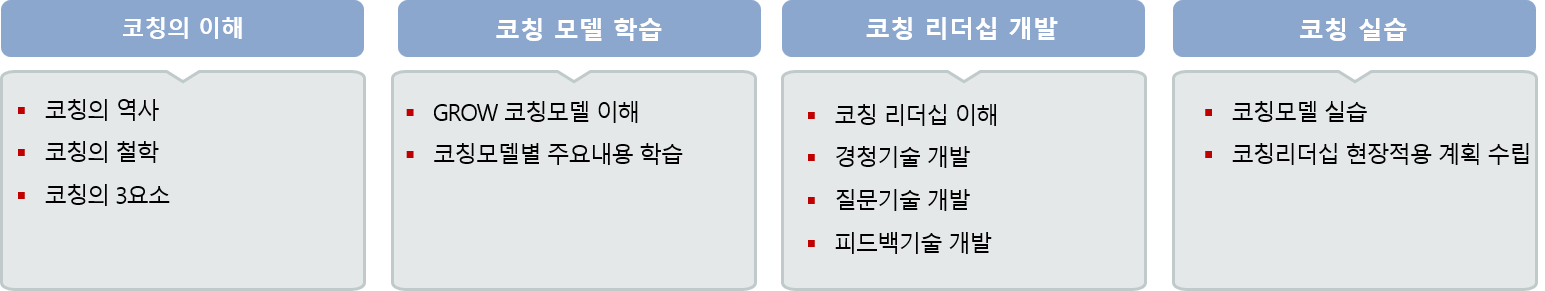 코칭의 이해
코칭의 역사
코칭의 철학
코칭의 3요소
코칭 모델 학습
GROW 코칭모델 이해
코칭모델별 주요내용 학습
코칭 리더십 개발
코칭 리더십 이해
경청기술 개발
질문기술 개발
피드백기술 개발
코칭 실습
코칭모델 실습
코칭리더십 현장적용 계획 수립